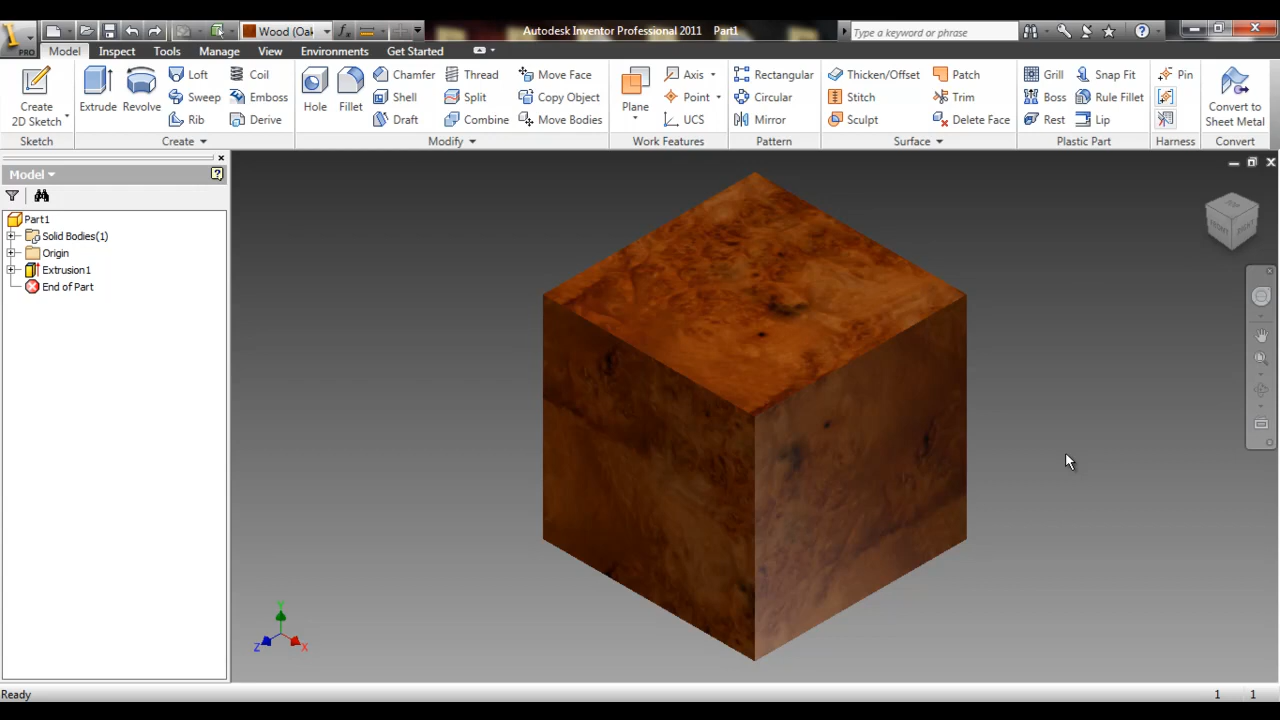 PRO
Wood (Oak
Autodesk Inventor Professional 2011 Part1
Type a keyword or phrase
Model Inspect Tools Manage View Environments Get Started
Create
2D Sketch
Sketch
Extrude Revolve
Loft Coil
Sweep Emboss
Rib Derive
Create
Hole Fillet
Chamfer Thread Move Face
Shell Split Copy Object
Draft Combine Move Bodies
Modify
Plane
Axis
Point
UCS
Work Features
Rectangular
Circular
Mirror
Pattern
Thicken/Offset Patch
Stitch Trim
Sculpt Delete Face
Surface
Grill Snap Fit
Boss Rule Fillet
Rest Lip
Plastic Part
Pin
Harness
Convert to
Sheet Metal
Convert
Model
Part1
Solid Bodies(1)
Origin
Extrusion1
End of Part
TOP
FRONT RIGHT
Y
Z X
Ready 1 1